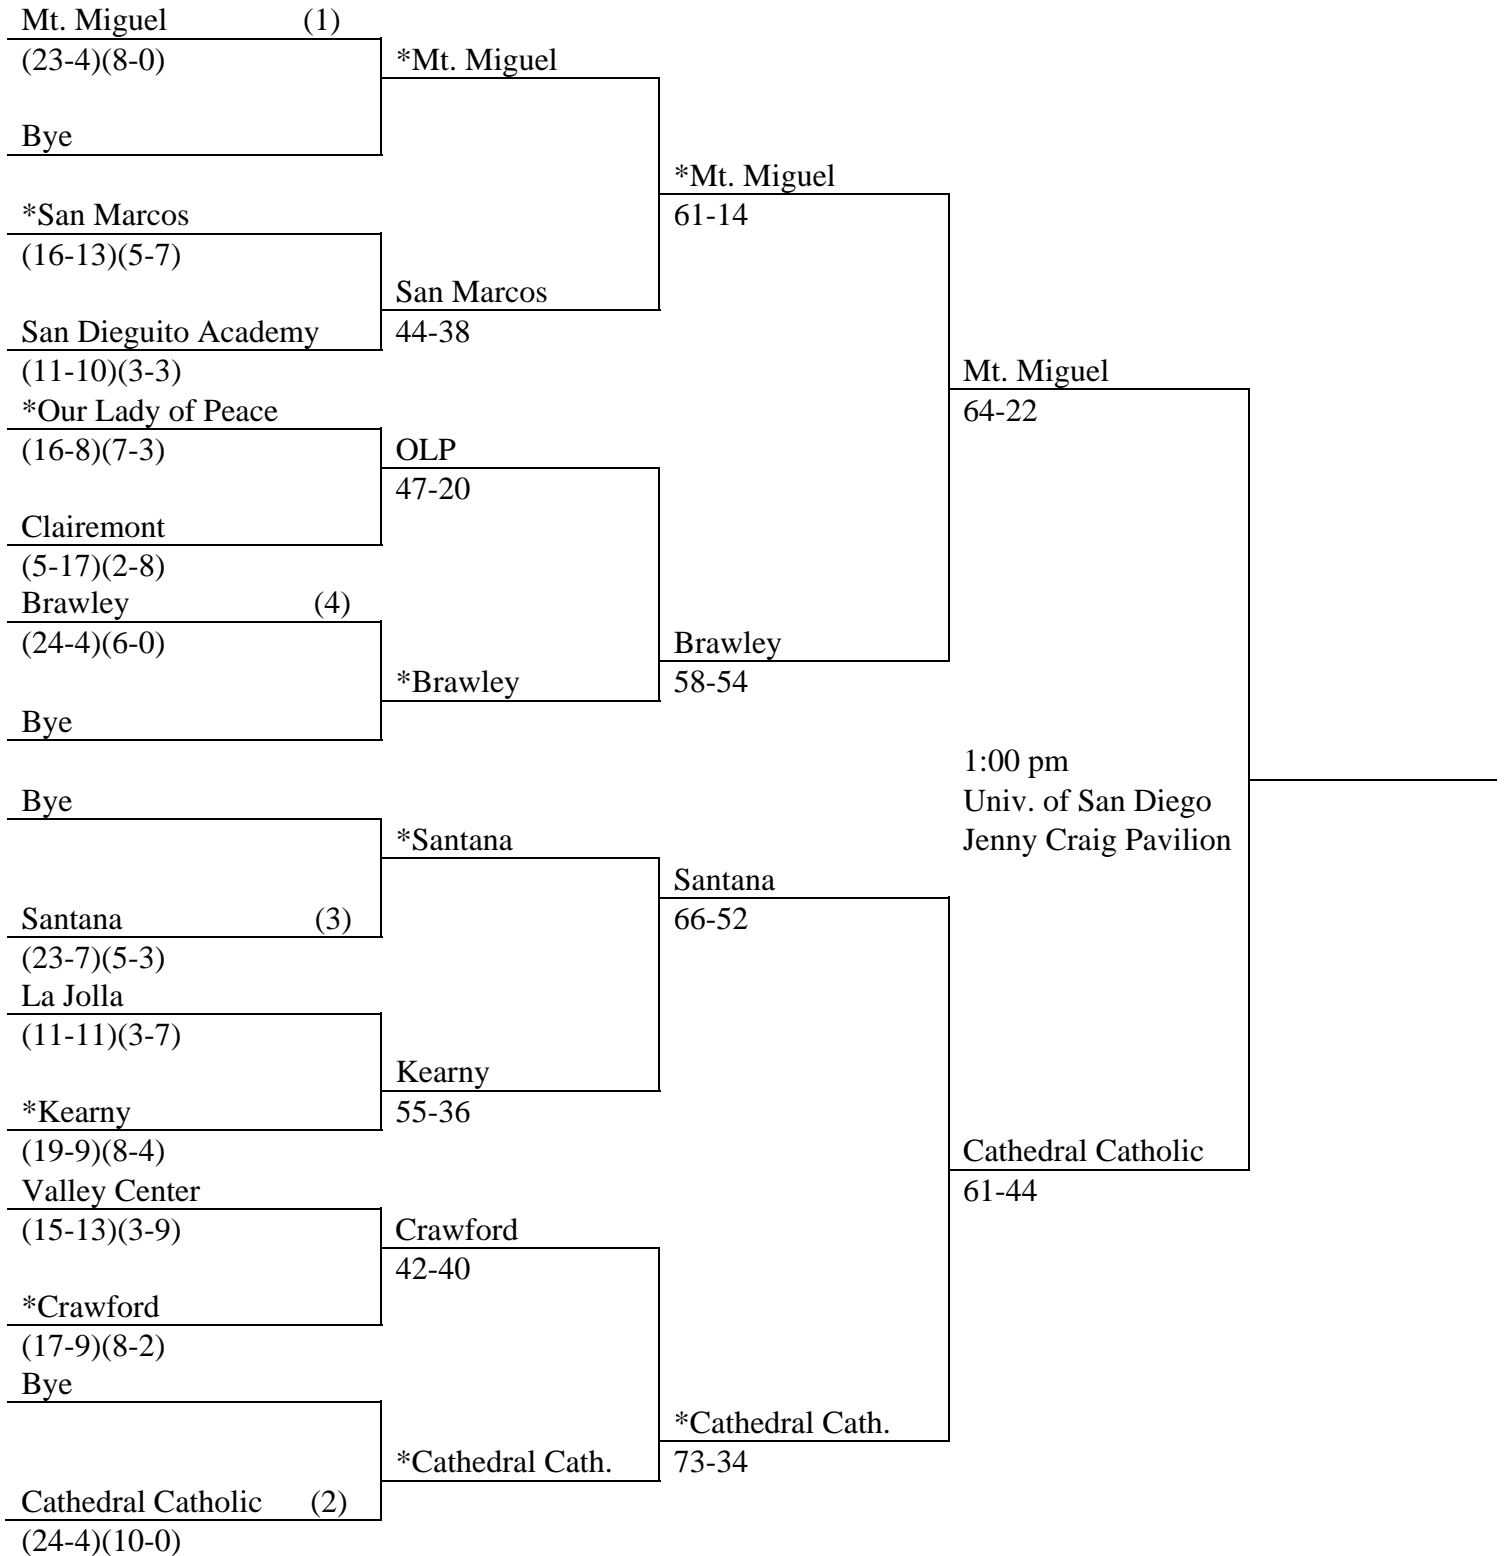 Mt. Miguel (1)
(23-4)(8-0)
Bye
*San Marcos
(16-13)(5-7)
San Dieguito Academy
(11-10)(3-3)
*Our Lady of Peace
(16-8)(7-3)
Clairemont
(5-17)(2-8)
Brawley (4)
(24-4)(6-0)
Bye
Bye
Santana (3)
(23-7)(5-3)
La Jolla
(11-11)(3-7)
*Kearny
(19-9)(8-4)
Valley Center
(15-13)(3-9)
*Crawford
(17-9)(8-2)
Bye
Cathedral Catholic (2)
(24-4)(10-0)
*Mt. Miguel
San Marcos
44-38
OLP
47-20
*Brawley
*Santana
Kearny
55-36
Crawford
42-40
*Cathedral Cath.
*Mt. Miguel
61-14
Brawley
58-54
Santana
66-52
*Cathedral Cath.
73-34
Mt. Miguel
64-22
1:00 pm
Univ. of San Diego
Jenny Craig Pavilion
Cathedral Catholic
61-44